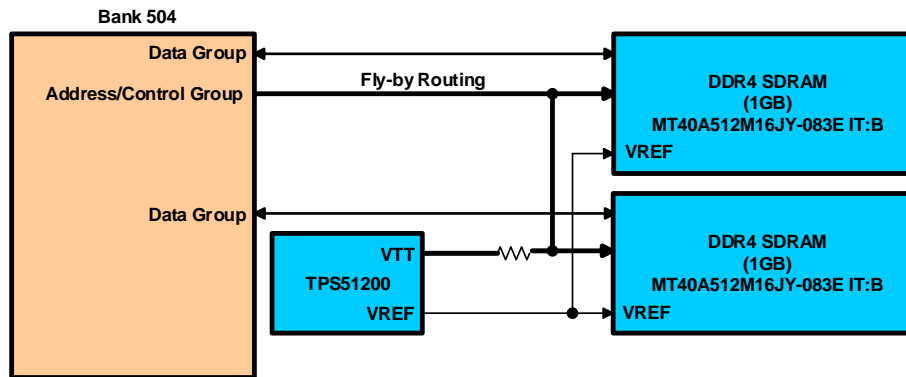 Bank 504
Data Group
Address/Control Group
Fly-by Routing
DDR4 SDRAM
(1GB)
MT40A512M16JY-083E IT:B
VREF
Data Group
VTT
TPS51200
VREF
DDR4 SDRAM
(1GB)
MT40A512M16JY-083E IT:B
VREF